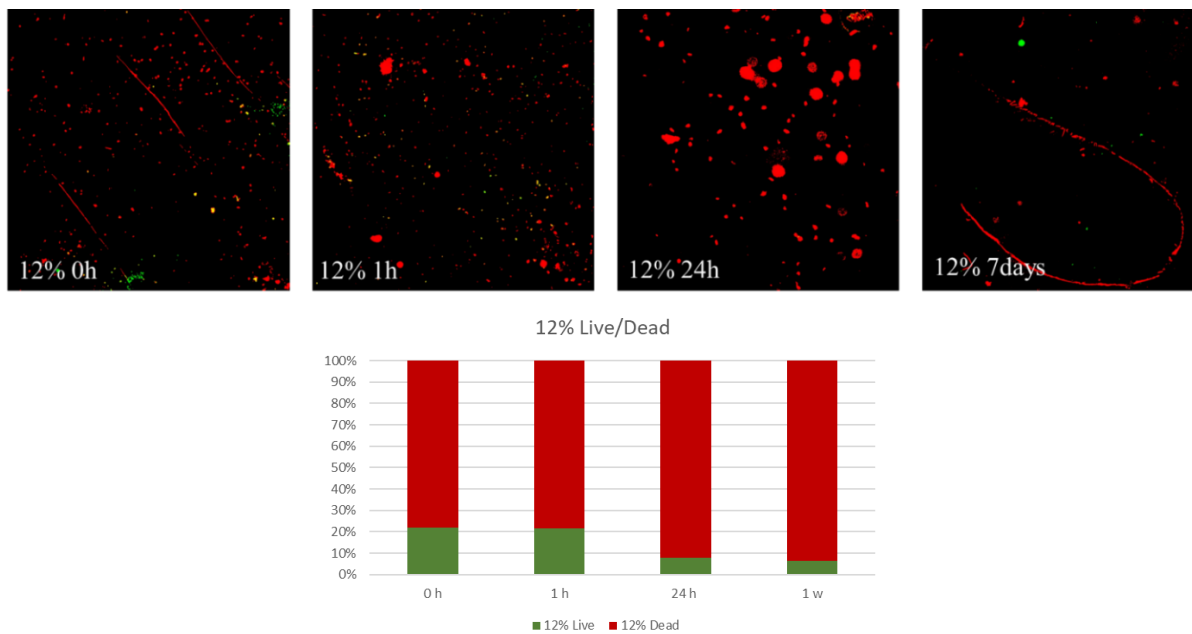 12% 0h
12% 1h
12% 24h
12% 7days
12% Live/Dead
100%
90%
80%
70%
60%
50%
40%
30%
20%
10%
0%
0 h 1 h 24 h 1 w
12% Live 12% Dead